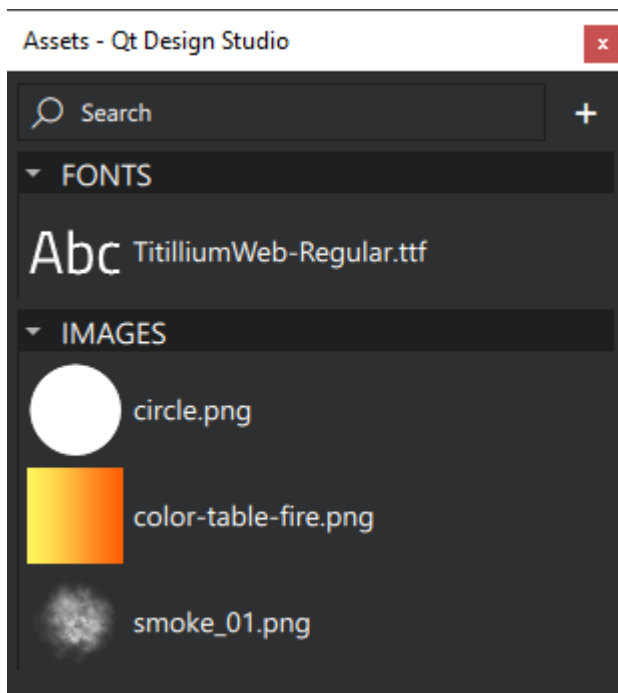 Assets - Qt Design Studio
x
Search
+
FONTS
Abc TitilliumWeb-Regular.ttf
IMAGES
circle.png
color-table-fire.png
smoke_01.png